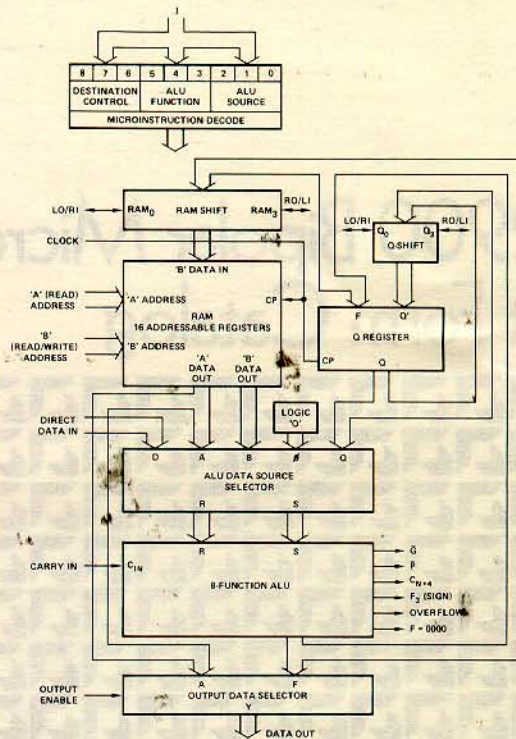 I
8 7 6 5 4 3 2 1 0
DESTINATION CONTROL
ALU FUNCTION
ALU SOURCE
MICROINSTRUCTION DECODE
LO/RI
RAM0
RAM SHIFT
RAM3
RO/LI
LO/RI
Q0
Q3
RO/LI
Q-SHIFT
CLOCK
'B' DATA IN
'A' (READ)
ADDRESS
'A' ADDRESS
CP
RAM
16 ADDRESSABLE REGISTERS
'B'
(READ/WRITE)
ADDRESS
'B' ADDRESS
'A'
DATA
OUT
'B'
DATA
OUT
F
Q'
Q REGISTER
CP
Q
DIRECT
DATA IN
LOGIC
'0'
D A B Ø Q
ALU DATA SOURCE
SELECTOR
R S
R S
CARRY IN
CIN
8-FUNCTION ALU
G̅
P̅
CN+4
F3 (SIGN)
OVERFLOW
F = 0000
A F
OUTPUT
ENABLE
OUTPUT DATA SELECTOR
Y
DATA OUT